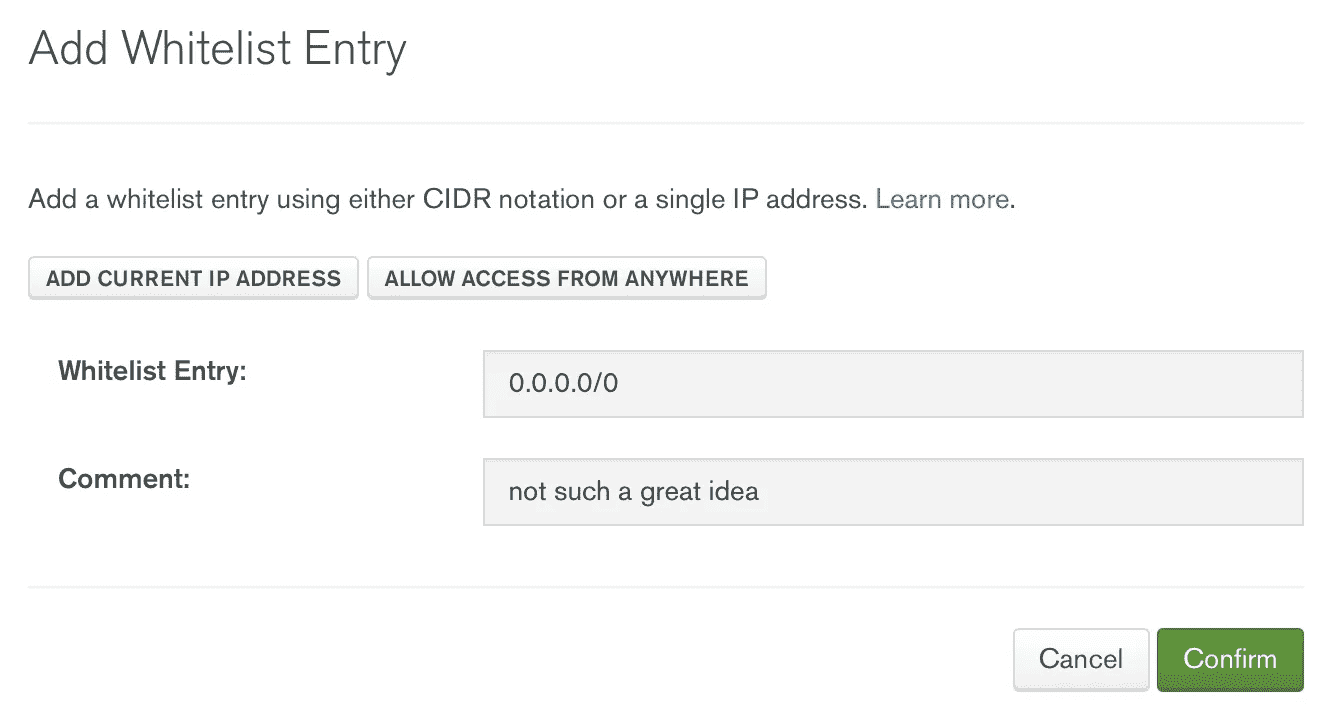 Add Whitelist Entry
Add a whitelist entry using either CIDR notation or a single IP address. Learn more.
ADD CURRENT IP ADDRESS ALLOW ACCESS FROM ANYWHERE
Whitelist Entry: 0.0.0.0/0
Comment: not such a great idea
Cancel Confirm